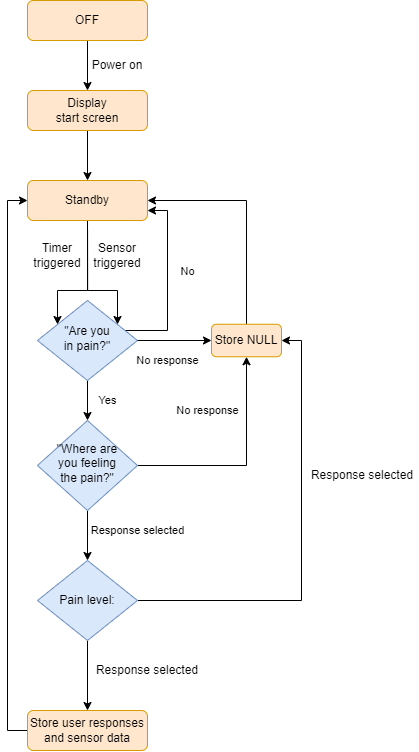 OFF
Power on
Display
start screen
Standby
Timer
triggered
Sensor
triggered
No
"Are you
in pain?"
Store NULL
No response
Yes
No response
"Where are
you feeling
the pain?"
Response selected
Response selected
Pain level:
Response selected
Store user responses
and sensor data